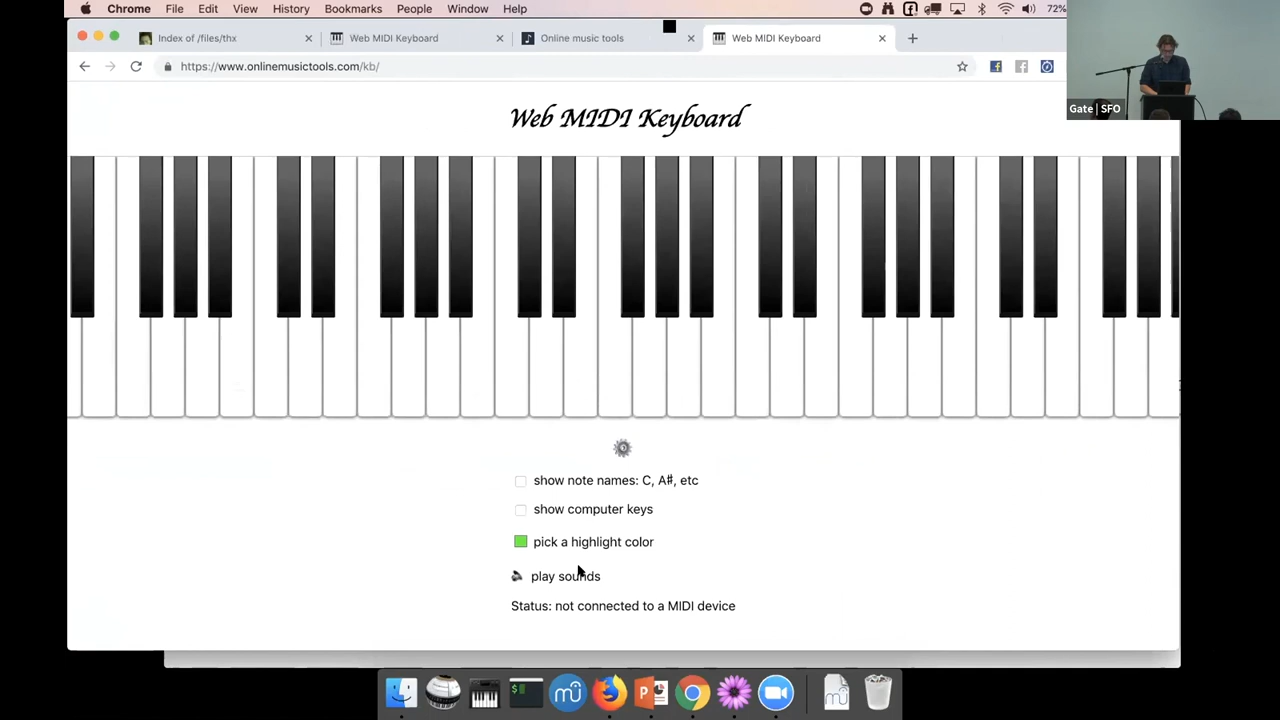 Chrome File Edit View History Bookmarks People Window Help 72%
Index of /files/thx Web MIDI Keyboard Online music tools Web MIDI Keyboard
https://www.onlinemusictools.com/kb/
Gate | SFO
Web MIDI Keyboard
show note names: C, A#, etc
show computer keys
pick a highlight color
play sounds
Status: not connected to a MIDI device